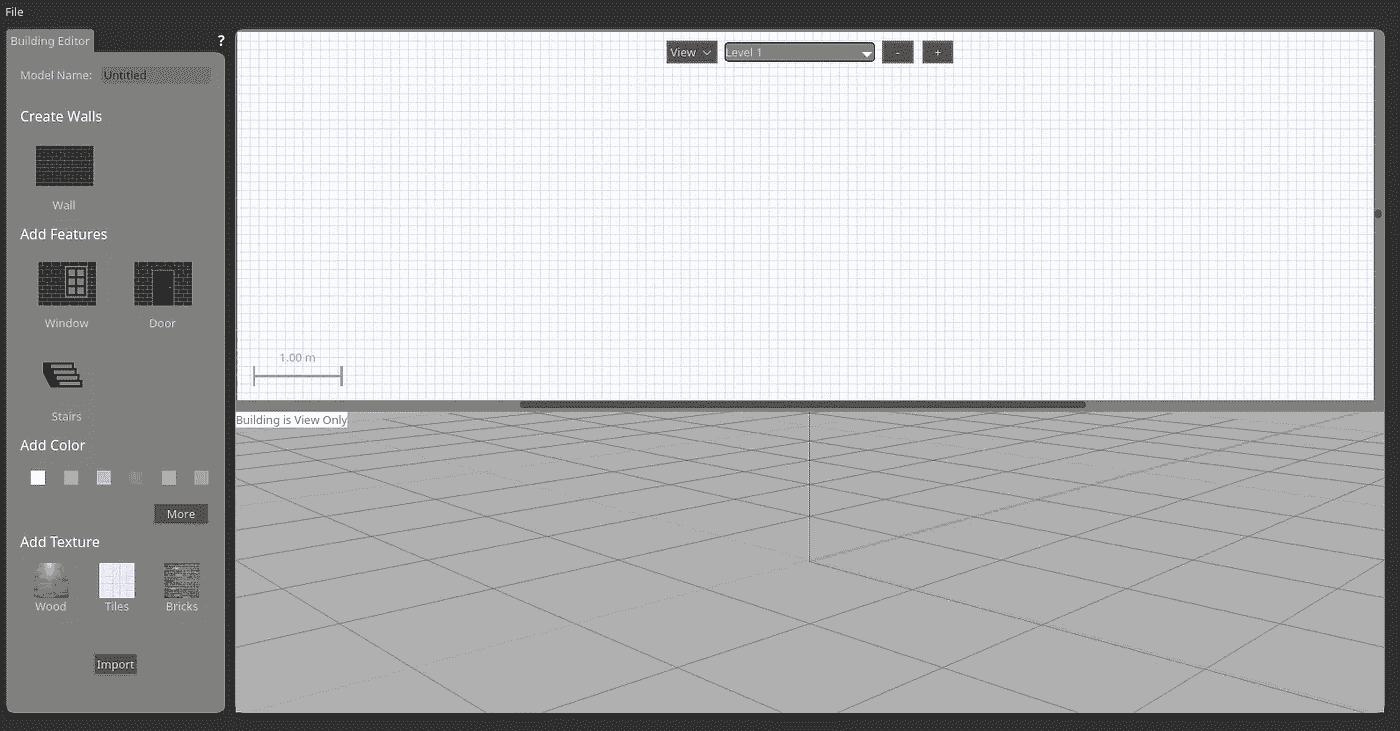 File
Building Editor
?
Model Name: Untitled
Create Walls
Wall
Add Features
Window Door
Stairs
Add Color
More
Add Texture
Wood Tiles Bricks
Import
View Level 1 - +
1.00 m
Building is View Only